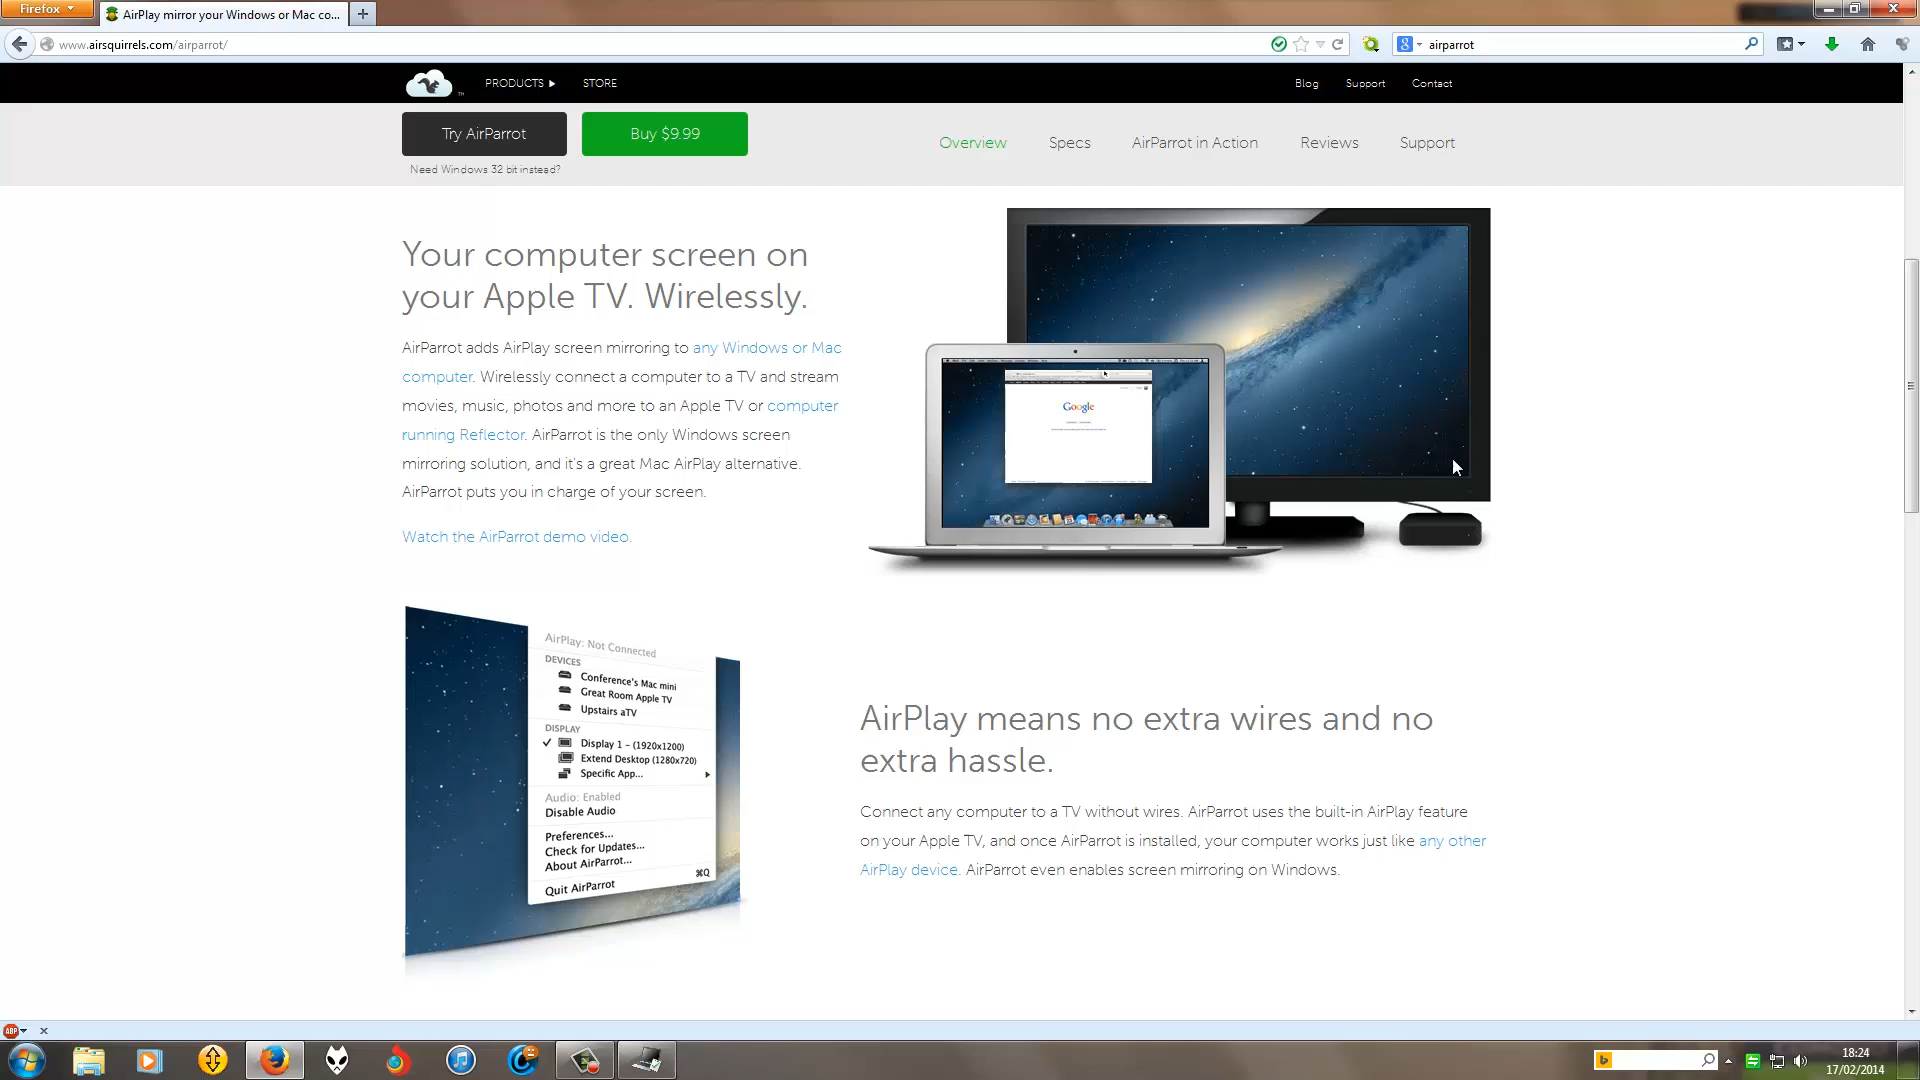 Firefox
AirPlay mirror your Windows or Mac co...
www.airsquirrels.com/airparrot/
airparrot
PRODUCTS
STORE
Blog
Support
Contact
Try AirParrot
Buy $9.99
Need Windows 32 bit instead?
Overview
Specs
AirParrot in Action
Reviews
Support
Your computer screen on
your Apple TV. Wirelessly.
AirParrot adds AirPlay screen mirroring to any Windows or Mac
computer. Wirelessly connect a computer to a TV and stream
movies, music, photos and more to an Apple TV or computer
running Reflector. AirParrot is the only Windows screen
mirroring solution, and it's a great Mac AirPlay alternative.
AirParrot puts you in charge of your screen.
Watch the AirParrot demo video.
Google
AirPlay: Not Connected
DEVICES
Conference's Mac mini
Great Room Apple TV
Upstairs aTV
DISPLAY
Display 1 - (1920x1200)
Extend Desktop (1280x720)
Specific App...
Audio: Enabled
Disable Audio
Preferences...
Check for Updates...
About AirParrot...
Quit AirParrot
⌘Q
AirPlay means no extra wires and no
extra hassle.
Connect any computer to a TV without wires. AirParrot uses the built-in AirPlay feature
on your Apple TV, and once AirParrot is installed, your computer works just like any other
AirPlay device. AirParrot even enables screen mirroring on Windows.
ABP
18:24
17/02/2014